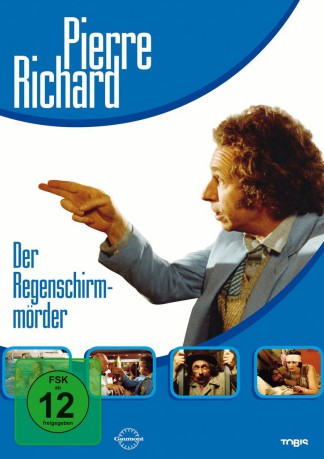 Pierre
Richard
Der
Regenschirm-
mörder
FSK
ab
12
freigegeben
Gaumont
TOBIS